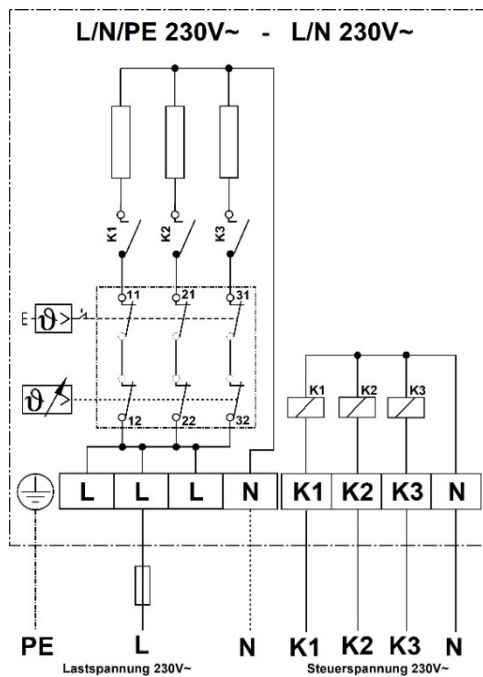 L/N/PE 230V~ - L/N 230V~
K1 K2 K3
11 21 31
E ϑ>
ϑ
12 22 32
K1 K2 K3
L L L N K1 K2 K3 N
PE L N K1 K2 K3 N
Lastspannung 230V~ Steuerspannung 230V~